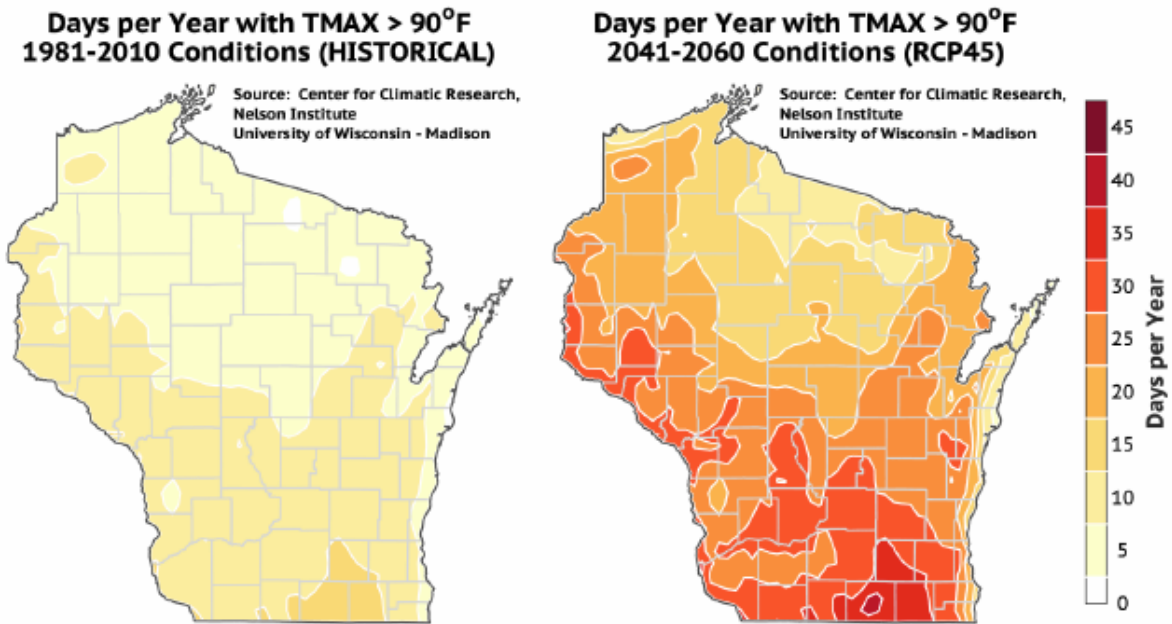 Days per Year with TMAX > 90°F
1981-2010 Conditions (HISTORICAL)
Source: Center for Climatic Research,
Nelson Institute
University of Wisconsin - Madison
Days per Year with TMAX > 90°F
2041-2060 Conditions (RCP45)
Source: Center for Climatic Research,
Nelson Institute
University of Wisconsin - Madison
45
40
35
30
25
20
15
10
5
0
Days per Year